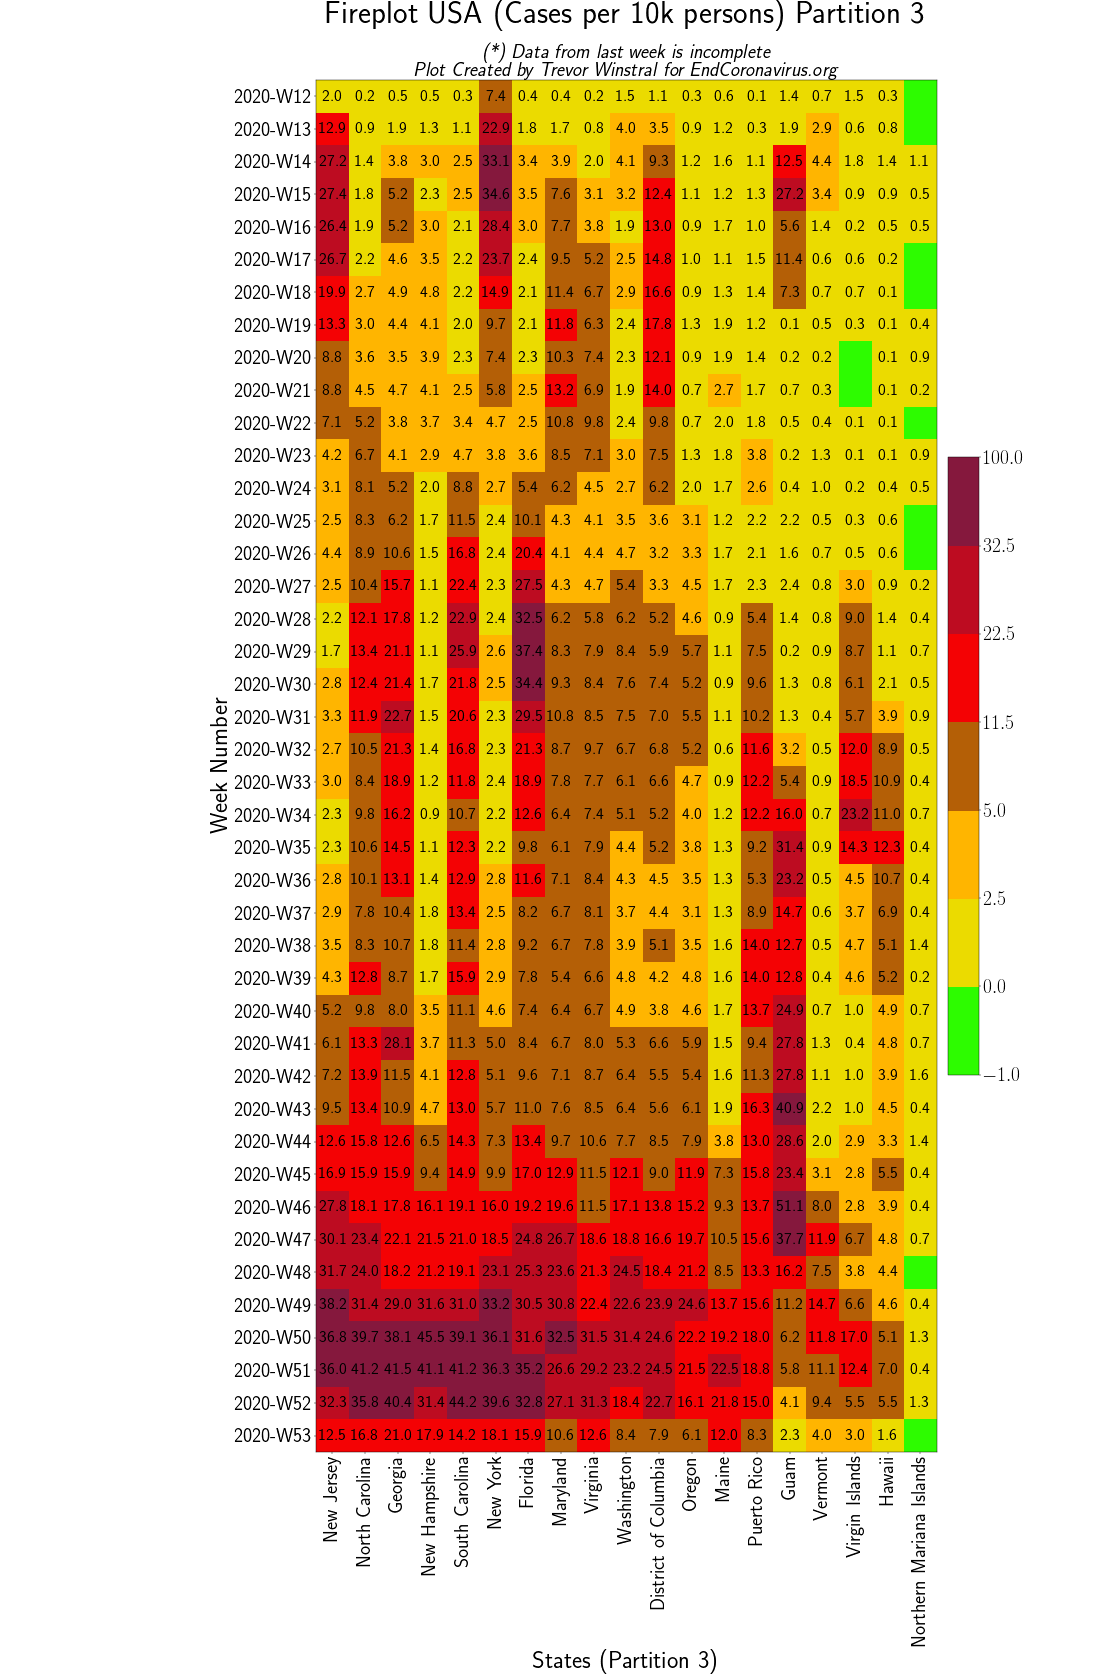 Fireplot USA (Cases per 10k persons) Partition 3
(*) Data from last week is incomplete
Plot Created by Trevor Winstral for EndCoronavirus.org
2020-W12 2.0 0.2 0.5 0.5 0.3 7.4 0.4 0.4 0.2 1.5 1.1 0.3 0.6 0.1 1.4 0.7 1.5 0.3
2020-W13 12.9 0.9 1.9 1.3 1.1 22.9 1.8 1.7 0.8 4.0 3.5 0.9 1.2 0.3 1.9 2.9 0.6 0.8
2020-W14 27.2 1.4 3.8 3.0 2.5 33.1 3.4 3.9 2.0 4.1 9.3 1.2 1.6 1.1 12.5 4.4 1.8 1.4 1.1
2020-W15 27.4 1.8 5.2 2.3 2.5 34.6 3.5 7.6 3.1 3.2 12.4 1.1 1.2 1.3 27.2 3.4 0.9 0.9 0.5
2020-W16 26.4 1.9 5.2 3.0 2.1 28.4 3.0 7.7 3.8 1.9 13.0 0.9 1.7 1.0 5.6 1.4 0.2 0.5 0.5
2020-W17 26.7 2.2 4.6 3.5 2.2 23.7 2.4 9.5 5.2 2.5 14.8 1.0 1.1 1.5 11.4 0.6 0.6 0.2
2020-W18 19.9 2.7 4.9 4.8 2.2 14.9 2.1 11.4 6.7 2.9 16.6 0.9 1.3 1.4 7.3 0.7 0.7 0.1
2020-W19 13.3 3.0 4.4 4.1 2.0 9.7 2.1 11.8 6.3 2.4 17.8 1.3 1.9 1.2 0.1 0.5 0.3 0.1 0.4
2020-W20 8.8 3.6 3.5 3.9 2.3 7.4 2.3 10.3 7.4 2.3 12.1 0.9 1.9 1.4 0.2 0.2 0.1 0.9
2020-W21 8.8 4.5 4.7 4.1 2.5 5.8 2.5 13.2 6.9 1.9 14.0 0.7 2.7 1.7 0.7 0.3 0.1 0.2
2020-W22 7.1 5.2 3.8 3.7 3.4 4.7 2.5 10.8 9.8 2.4 9.8 0.7 2.0 1.8 0.5 0.4 0.1 0.1
2020-W23 4.2 6.7 4.1 2.9 4.7 3.8 3.6 8.5 7.1 3.0 7.5 1.3 1.8 3.8 0.2 1.3 0.1 0.1 0.9
2020-W24 3.1 8.1 5.2 2.0 8.8 2.7 5.4 6.2 4.5 2.7 6.2 2.0 1.7 2.6 0.4 1.0 0.2 0.4 0.5
2020-W25 2.5 8.3 6.2 1.7 11.5 2.4 10.1 4.3 4.1 3.5 3.6 3.1 1.2 2.2 2.2 0.5 0.3 0.6
2020-W26 4.4 8.9 10.6 1.5 16.8 2.4 20.4 4.1 4.4 4.7 3.2 3.3 1.7 2.1 1.6 0.7 0.5 0.6
2020-W27 2.5 10.4 15.7 1.1 22.4 2.3 27.5 4.3 4.7 5.4 3.3 4.5 1.7 2.3 2.4 0.8 3.0 0.9 0.2
2020-W28 2.2 12.1 17.8 1.2 22.9 2.4 32.5 6.2 5.8 6.2 5.2 4.6 0.9 5.4 1.4 0.8 9.0 1.4 0.4
2020-W29 1.7 13.4 21.1 1.1 25.9 2.6 37.4 8.3 7.9 8.4 5.9 5.7 1.1 7.5 0.2 0.9 8.7 1.1 0.7
2020-W30 2.8 12.4 21.4 1.7 21.8 2.5 34.4 9.3 8.4 7.6 7.4 5.2 0.9 9.6 1.3 0.8 6.1 2.1 0.5
2020-W31 3.3 11.9 22.7 1.5 20.6 2.3 29.5 10.8 8.5 7.5 7.0 5.5 1.1 10.2 1.3 0.4 5.7 3.9 0.9
2020-W32 2.7 10.5 21.3 1.4 16.8 2.3 21.3 8.7 9.7 6.7 6.8 5.2 0.6 11.6 3.2 0.5 12.0 8.9 0.5
2020-W33 3.0 8.4 18.9 1.2 11.8 2.4 18.9 7.8 7.7 6.1 6.6 4.7 0.9 12.2 5.4 0.9 18.5 10.9 0.4
2020-W34 2.3 9.8 16.2 0.9 10.7 2.2 12.6 6.4 7.4 5.1 5.2 4.0 1.2 12.2 16.0 0.7 23.2 11.0 0.7
2020-W35 2.3 10.6 14.5 1.1 12.3 2.2 9.8 6.1 7.9 4.4 5.2 3.8 1.3 9.2 31.4 0.9 14.3 12.3 0.4
2020-W36 2.8 10.1 13.1 1.4 12.9 2.8 11.6 7.1 8.4 4.3 4.5 3.5 1.3 5.3 23.2 0.5 4.5 10.7 0.4
2020-W37 2.9 7.8 10.4 1.8 13.4 2.5 8.2 6.7 8.1 3.7 4.4 3.1 1.3 8.9 14.7 0.6 3.7 6.9 0.4
2020-W38 3.5 8.3 10.7 1.8 11.4 2.8 9.2 6.7 7.8 3.9 5.1 3.5 1.6 14.0 12.7 0.5 4.7 5.1 1.4
2020-W39 4.3 12.8 8.7 1.7 15.9 2.9 7.8 5.4 6.6 4.8 4.2 4.8 1.6 14.0 12.8 0.4 4.6 5.2 0.2
2020-W40 5.2 9.8 8.0 3.5 11.1 4.6 7.4 6.4 6.7 4.9 3.8 4.6 1.7 13.7 24.9 0.7 1.0 4.9 0.7
2020-W41 6.1 13.3 28.1 3.7 11.3 5.0 8.4 6.7 8.0 5.3 6.6 5.9 1.5 9.4 27.8 1.3 0.4 4.8 0.7
2020-W42 7.2 13.9 11.5 4.1 12.8 5.1 9.6 7.1 8.7 6.4 5.5 5.4 1.6 11.3 27.8 1.1 1.0 3.9 1.6
2020-W43 9.5 13.4 10.9 4.7 13.0 5.7 11.0 7.6 8.5 6.4 5.6 6.1 1.9 16.3 40.9 2.2 1.0 4.5 0.4
2020-W44 12.6 15.8 12.6 6.5 14.3 7.3 13.4 9.7 10.6 7.7 8.5 7.9 3.8 13.0 28.6 2.0 2.9 3.3 1.4
2020-W45 16.9 15.9 15.9 9.4 14.9 9.9 17.0 12.9 11.5 12.1 9.0 11.9 7.3 15.8 23.4 3.1 2.8 5.5 0.4
2020-W46 27.8 18.1 17.8 16.1 19.1 16.0 19.2 19.6 11.5 17.1 13.8 15.2 9.3 13.7 51.1 8.0 2.8 3.9 0.4
2020-W47 30.1 23.4 22.1 21.5 21.0 18.5 24.8 26.7 18.6 18.8 16.6 19.7 10.5 15.6 37.7 11.9 6.7 4.8 0.7
2020-W48 31.7 24.0 18.2 21.2 19.1 23.1 25.3 23.6 21.3 24.5 18.4 21.2 8.5 13.3 16.2 7.5 3.8 4.4
2020-W49 38.2 31.4 29.0 31.6 31.0 33.2 30.5 30.8 22.4 22.6 23.9 24.6 13.7 15.6 11.2 14.7 6.6 4.6 0.4
2020-W50 36.8 39.7 38.1 45.5 39.1 36.1 31.6 32.5 31.5 31.4 24.6 22.2 19.2 18.0 6.2 11.8 17.0 5.1 1.3
2020-W51 36.0 41.2 41.5 41.1 41.2 36.3 35.2 26.6 29.2 23.2 24.5 21.5 22.5 18.8 5.8 11.1 12.4 7.0 0.4
2020-W52 32.3 35.8 40.4 31.4 44.2 39.6 32.8 27.1 31.3 18.4 22.7 16.1 21.8 15.0 4.1 9.4 5.5 5.5 1.3
2020-W53 12.5 16.8 21.0 17.9 14.2 18.1 15.9 10.6 12.6 8.4 7.9 6.1 12.0 8.3 2.3 4.0 3.0 1.6
Week Number
New Jersey
North Carolina
Georgia
New Hampshire
South Carolina
New York
Florida
Maryland
Virginia
Washington
District of Columbia
Oregon
Maine
Puerto Rico
Guam
Vermont
Virgin Islands
Hawaii
Northern Mariana Islands
States (Partition 3)
100.0
32.5
22.5
11.5
5.0
2.5
0.0
−1.0